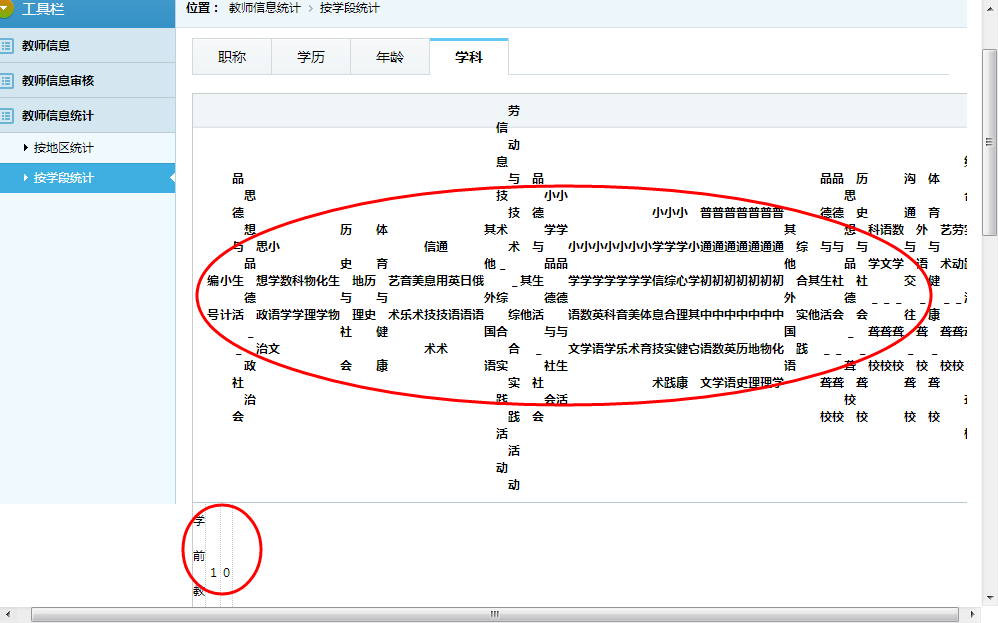 工具栏
教师信息
教师信息审核
教师信息统计
按地区统计
按学段统计
位置： 教师信息统计 › 按学段统计
职称 学历 年龄 学科
编号
小计
品德与生活_社会
思想品德_政治
思想政治
小学语文
数学
科学
物理
化学
生物
历史与社会
地理
历史
体育与健康
艺术
音乐
美术
信息技术
通用技术
英语
日语
俄语
其他外国语
信息技术_综合实践活动
劳动与技术_综合实践活动
其他
品德与生活_社会
小学品德与社会
小学品德与生活
小学语文
小学数学
小学英语
小学科学
小学音乐
小学美术
小学体育
小学信息技术
小学综合实践
小学心理健康
小学其它
普通初中语文
普通初中数学
普通初中英语
普通初中历史
普通初中地理
普通初中物理
普通初中化学
其他外国语
综合实践
其他
品德与生活_聋校
品德与社会_聋校
思想品德_聋校
历史与社会_聋校
科学_聋校
语文_聋校
数学_聋校
沟通与交往_聋校
外语_聋校
体育与健康_聋校
艺术_聋校
学前教
1 0